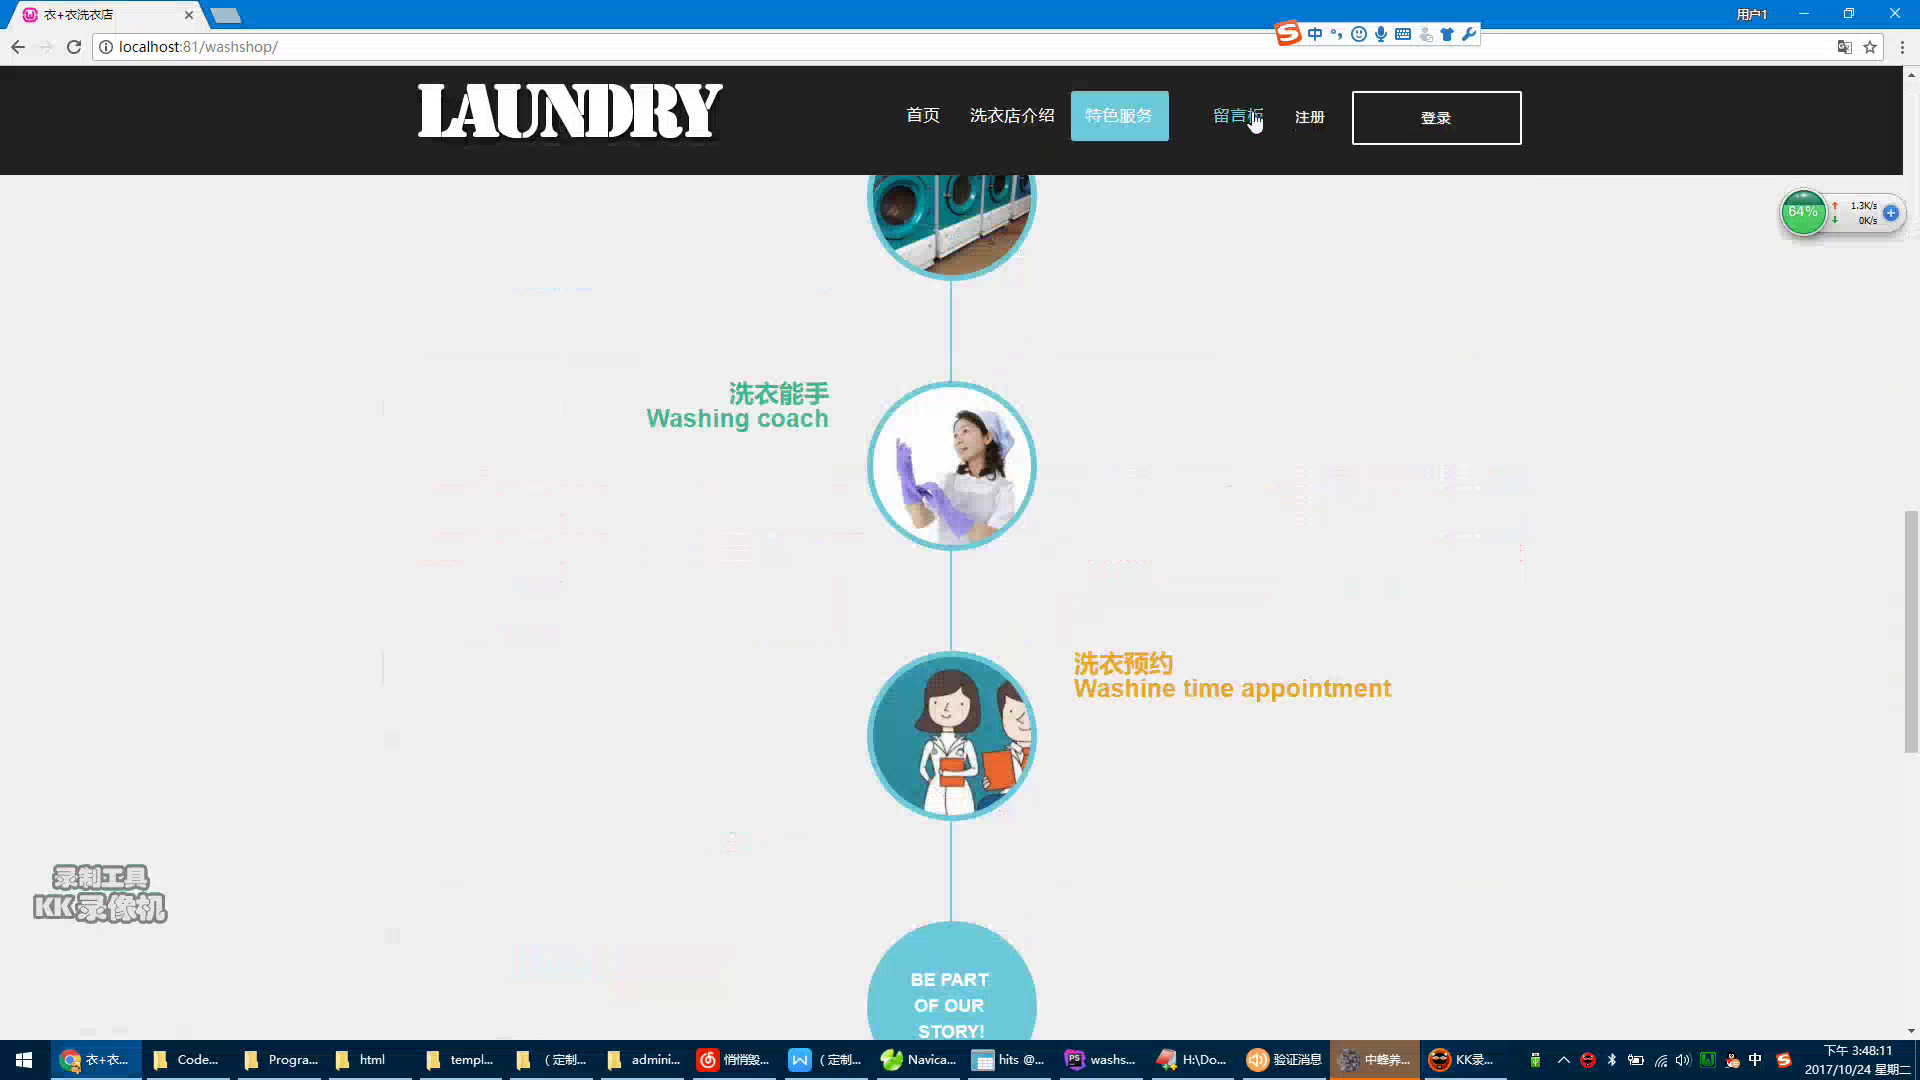 衣+衣洗衣店
用户1
localhost:81/washshop/
中
LAUNDRY
首页
洗衣店介绍
特色服务
留言板
注册
登录
64%
1.3K/s
0K/s
洗衣能手
Washing coach
洗衣预约
Washine time appointment
录制工具
KK录像机
BE PART
OF OUR
STORY!
衣+衣...
Code...
Progra...
html
templ...
（定制...
admini...
悄悄毁...
（定制...
Navica...
hits @...
washs...
H:\Do...
验证消息
中蜂养...
KK录...
中
下午 3:48:11
2017/10/24 星期二